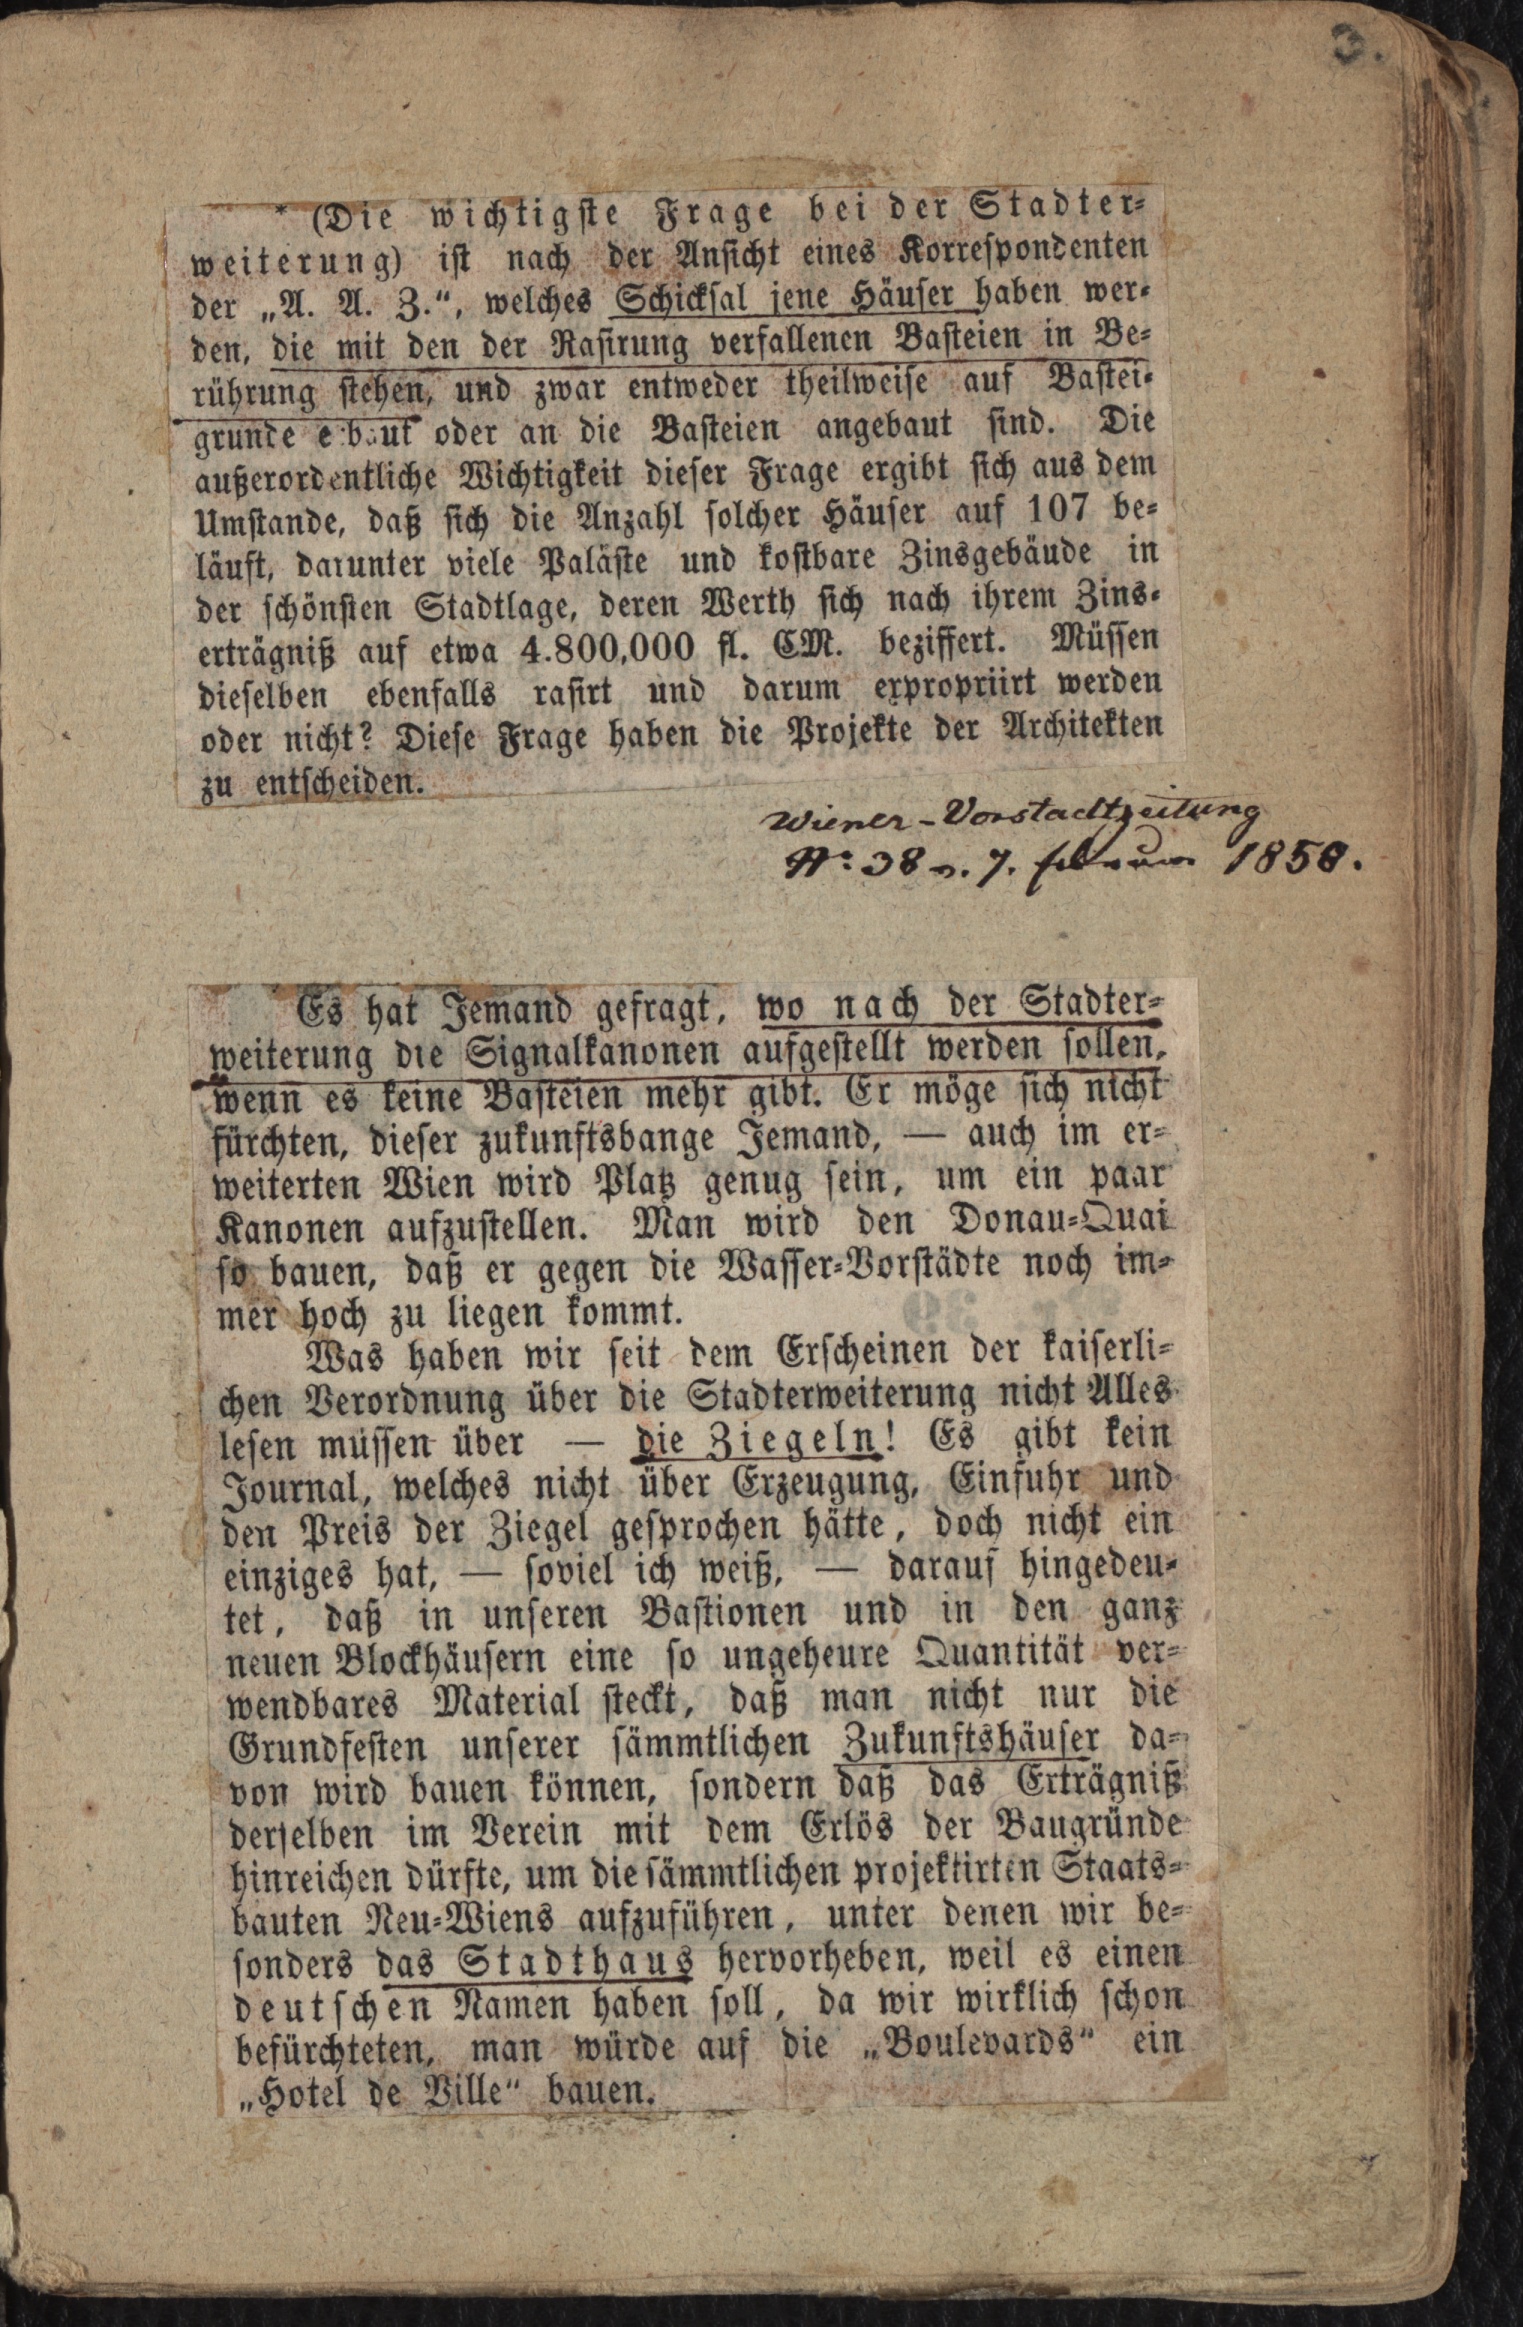 3.
* (Die wichtigste Frage bei der Stadter-
weiterung) ist nach der Ansicht eines Korrespondenten
der „A. A. Z.“, welches Schicksal jene Häuser haben wer-
den, die mit den der Rasirung verfallenen Basteien in Be-
rührung stehen, und zwar entweder theilweise auf Bastei-
grunde e baut oder an die Basteien angebaut sind. Die
außerordentliche Wichtigkeit dieser Frage ergibt sich aus dem
Umstande, daß sich die Anzahl solcher Häuser auf 107 be-
läuft, darunter viele Paläste und kostbare Zinsgebäude in
der schönsten Stadtlage, deren Werth sich nach ihrem Zins-
erträgniß auf etwa 4.800,000 fl. CM. beziffert. Müssen
dieselben ebenfalls rasirt und darum expropriirt werden
oder nicht? Diese Frage haben die Projekte der Architekten
zu entscheiden.
Wiener-Vorstadtzeitung
No: 38 v. 7. februar 1858.
Es hat Jemand gefragt, wo nach der Stadter-
weiterung die Signalkanonen aufgestellt werden sollen,
wenn es keine Basteien mehr gibt. Er möge sich nicht
fürchten, dieser zukunftsbange Jemand, — auch im er-
weiterten Wien wird Platz genug sein, um ein paar
Kanonen aufzustellen. Man wird den Donau-Quai
so bauen, daß er gegen die Wasser-Vorstädte noch im-
mer hoch zu liegen kommt.
Was haben wir seit dem Erscheinen der kaiserli-
chen Verordnung über die Stadterweiterung nicht Alles
lesen müssen über — die Ziegeln! Es gibt kein
Journal, welches nicht über Erzeugung, Einfuhr und
den Preis der Ziegel gesprochen hätte, doch nicht ein
einziges hat, — soviel ich weiß, — darauf hingedeu-
tet, daß in unseren Bastionen und in den ganz
neuen Blockhäusern eine so ungeheure Quantität ver-
wendbares Material steckt, daß man nicht nur die
Grundfesten unserer sämmtlichen Zukunftshäuser da-
von wird bauen können, sondern daß das Erträgniß
derselben im Verein mit dem Erlös der Baugründe
hinreichen dürfte, um die sämmtlichen projektirten Staats-
bauten Neu-Wiens aufzuführen, unter denen wir be-
sonders das Stadthaus hervorheben, weil es einen
deutschen Namen haben soll, da wir wirklich schon
befürchteten, man würde auf die „Boulevards“ ein
„Hotel de Ville“ bauen.